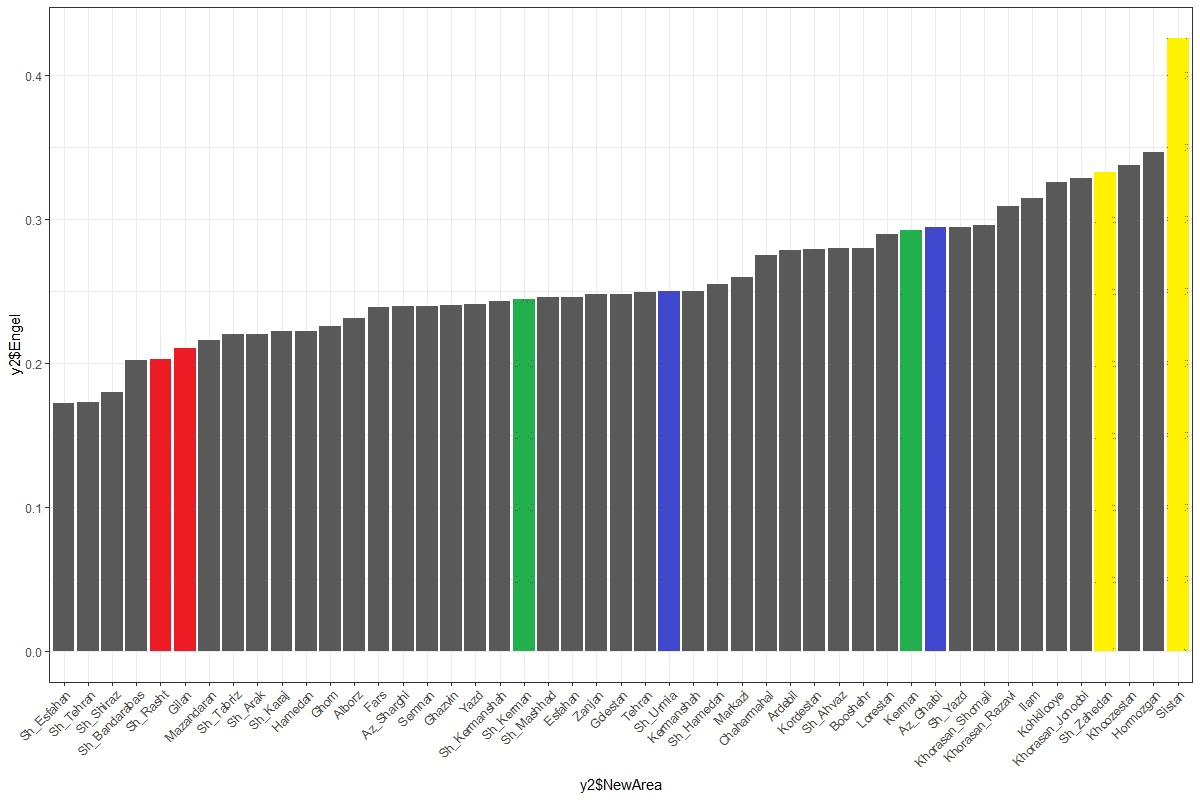 y2$Engel
0.4
0.3
0.2
0.1
0.0
Sh_Esfahan
Sh_Tehran
Sh_Shiraz
Sh_Bandarabas
Sh_Rasht
Gilan
Mazandaran
Sh_Tabriz
Sh_Arak
Sh_Karaj
Hamedan
Ghom
Alborz
Fars
Az_Sharghi
Semnan
Ghazvin
Yazd
Sh_Kermanshah
Sh_Kerman
Sh_Mashhad
Esfahan
Zanjan
Golestan
Tehran
Sh_Urmia
Kermanshah
Sh_Hamedan
Markazi
Chaharmahal
Ardebil
Kordestan
Sh_Ahvaz
Booshehr
Lorestan
Kerman
Az_Gharbi
Sh_Yazd
Khorasan_Shomali
Khorasan_Razavi
Ilam
Kohkilooye
Khorasan_Jonoobi
Sh_Zahedan
Khoozestan
Hormozgan
Sistan
y2$NewArea